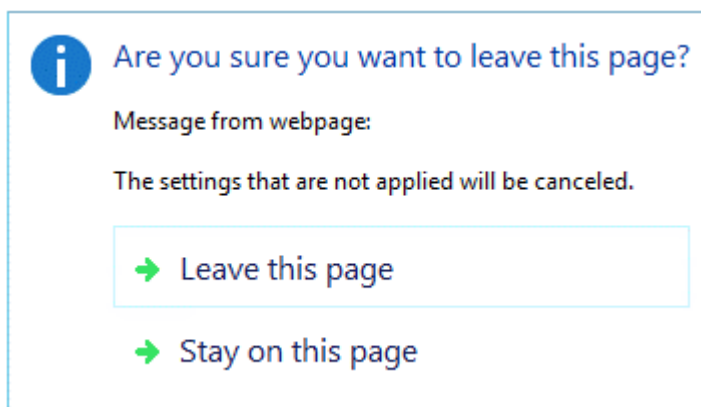 Are you sure you want to leave this page?
Message from webpage:
The settings that are not applied will be canceled.
Leave this page
Stay on this page